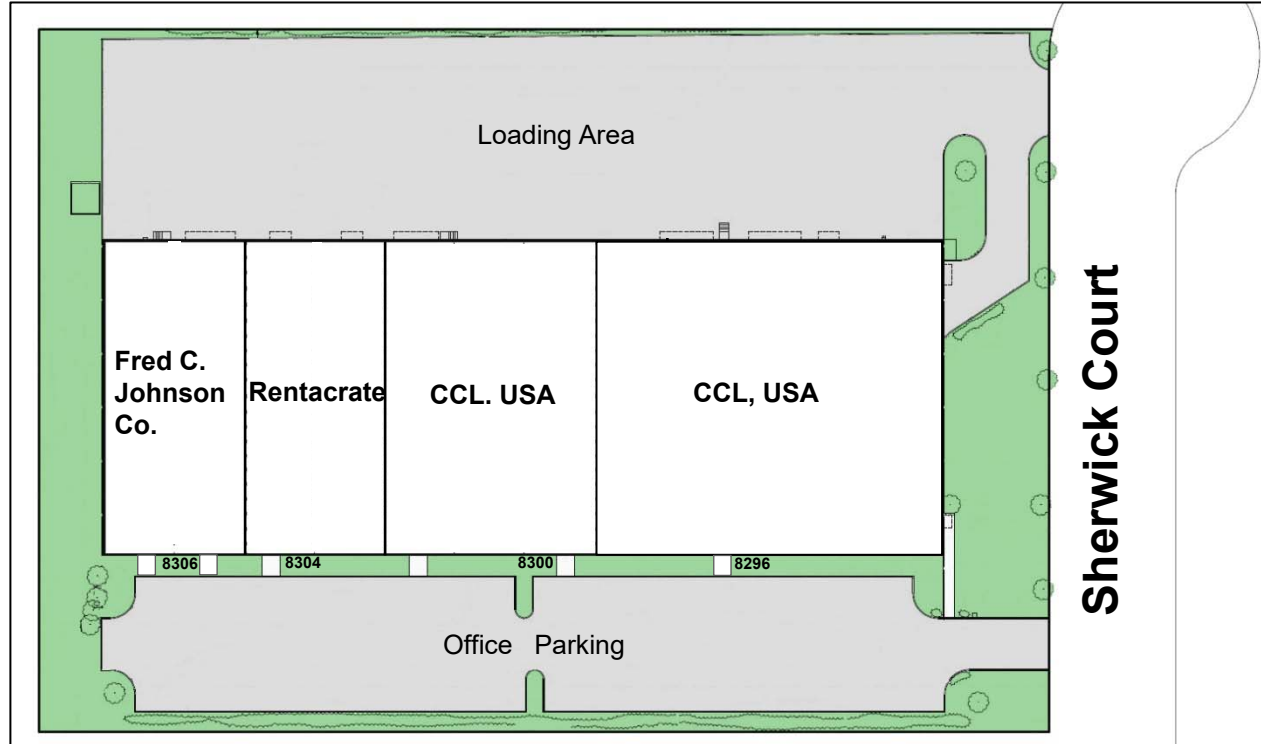 Loading Area
Fred C.
Johnson
Co.
Rentacrate
CCL. USA
CCL, USA
8306
8304
8300
8296
Office Parking
Sherwick Court